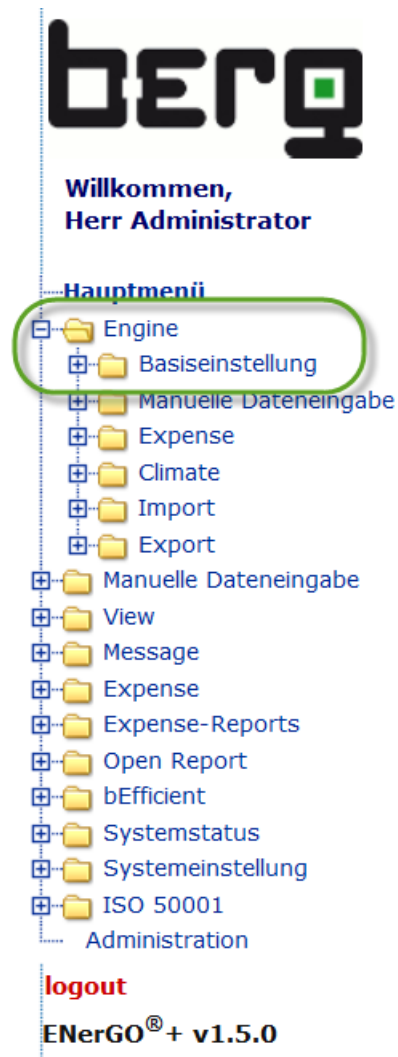 berg
Willkommen,
Herr Administrator
Hauptmenü
Engine
Basiseinstellung
Manuelle Dateneingabe
Expense
Climate
Import
Export
Manuelle Dateneingabe
View
Message
Expense
Expense-Reports
Open Report
bEfficient
Systemstatus
Systemeinstellung
ISO 50001
Administration
logout
ENerGO®+ v1.5.0